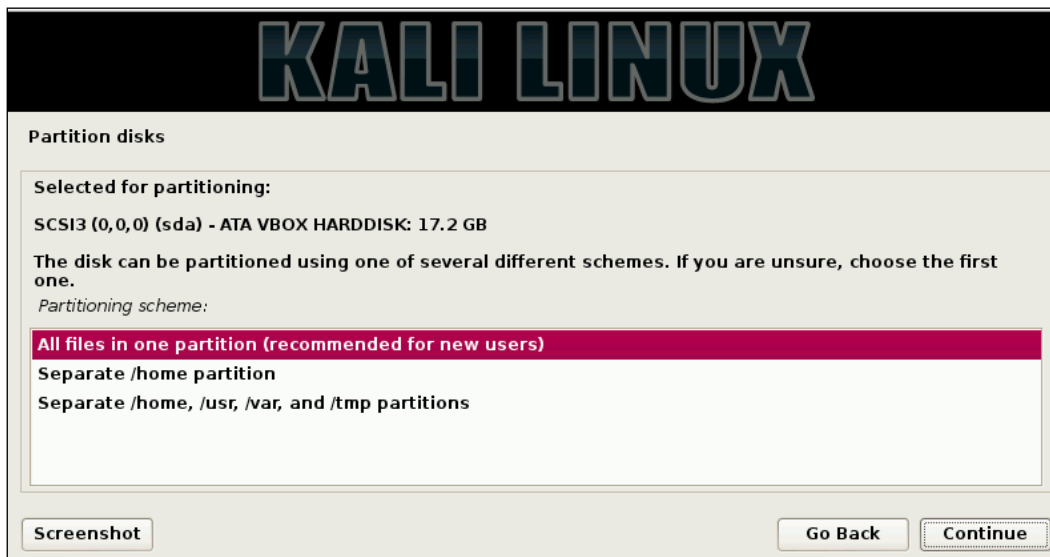 KALI LINUX
Partition disks
Selected for partitioning:
SCSI3 (0,0,0) (sda) - ATA VBOX HARDDISK: 17.2 GB
The disk can be partitioned using one of several different schemes. If you are unsure, choose the first
one.
Partitioning scheme:
All files in one partition (recommended for new users)
Separate /home partition
Separate /home, /usr, /var, and /tmp partitions
Screenshot
Go Back
Continue